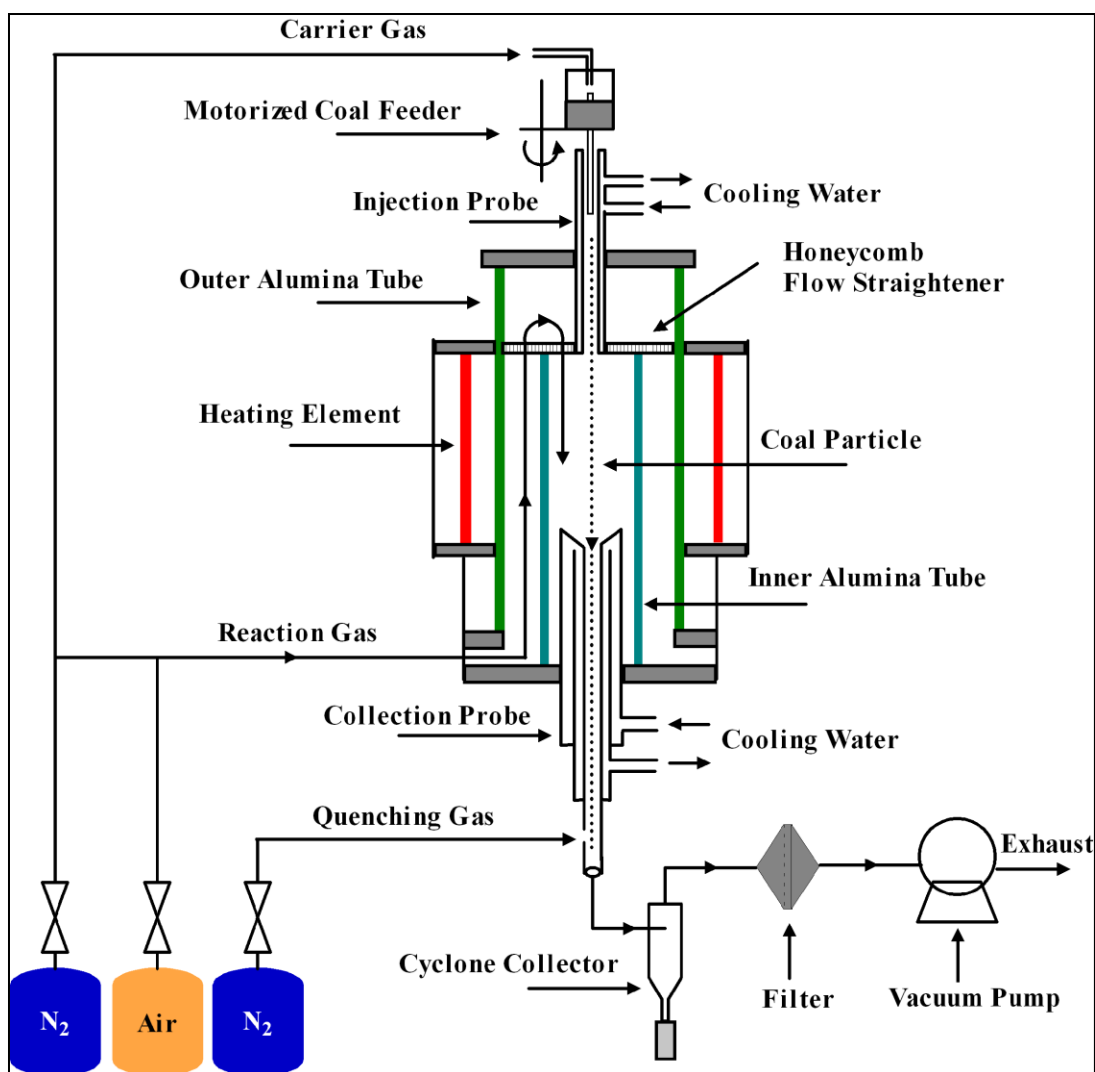 Carrier Gas
Motorized Coal Feeder
Cooling Water
Injection Probe
Honeycomb
Flow Straightener
Outer Alumina Tube
Heating Element
Coal Particle
Inner Alumina Tube
Reaction Gas
Collection Probe
Cooling Water
Quenching Gas
Exhaust
Cyclone Collector
Filter
Vacuum Pump
N₂
Air
N₂